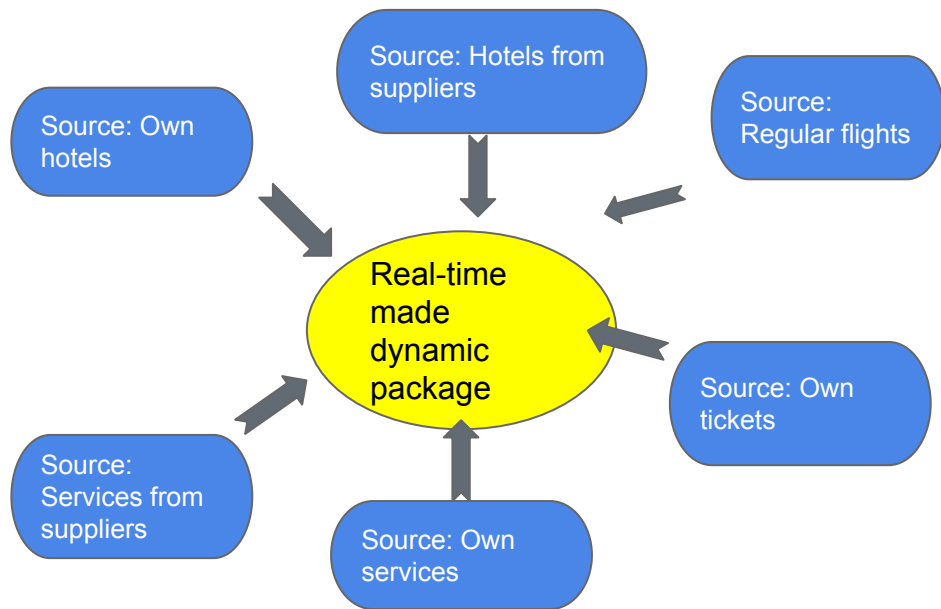 Source: Hotels from
suppliers
Source: Own
hotels
Source:
Regular flights
Real-time
made
dynamic
package
Source: Own
tickets
Source:
Services from
suppliers
Source: Own
services